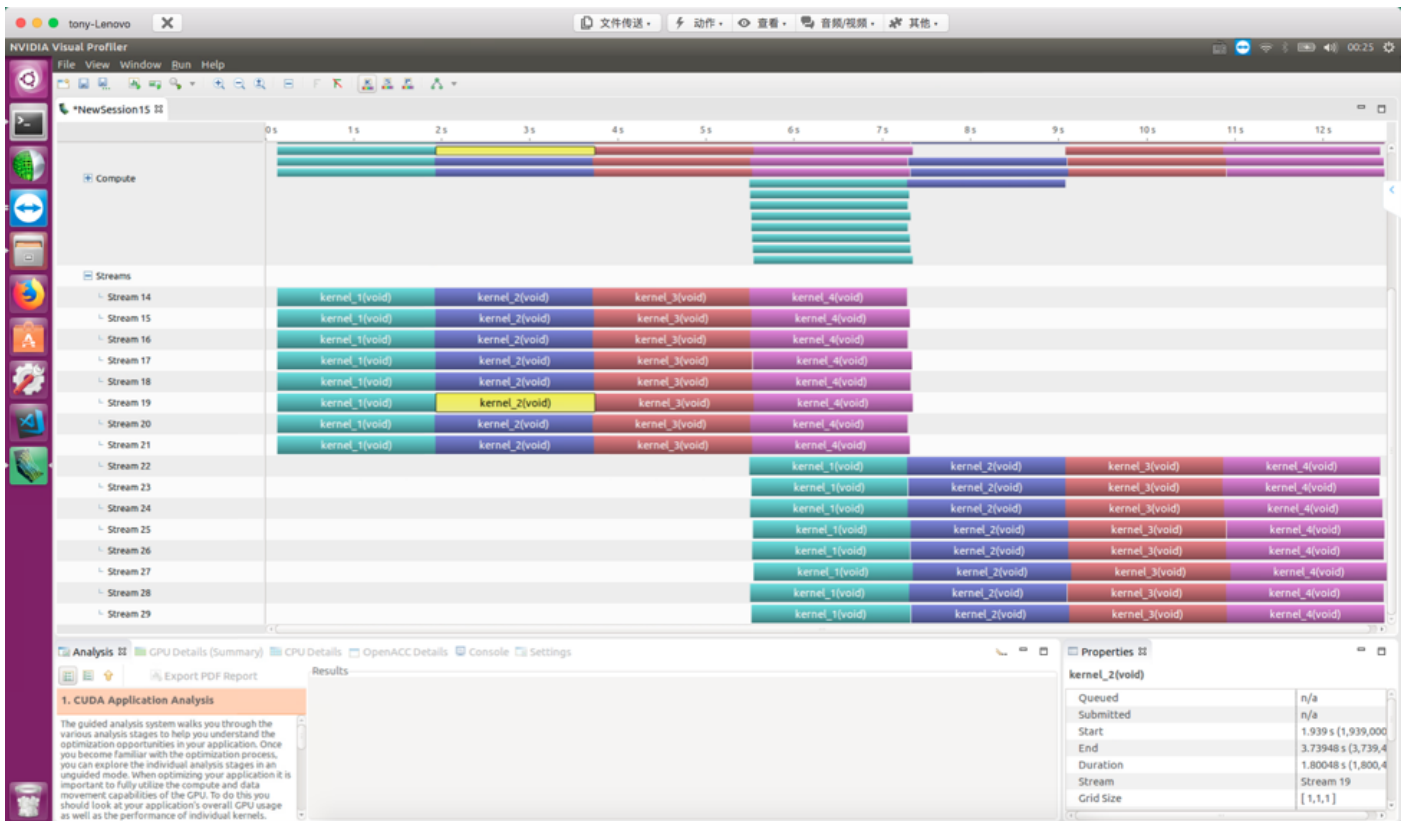 tony-Lenovo
文件传送
动作
查看
音频/视频
其他
NVIDIA Visual Profiler
00:25
File View Window Run Help
*NewSession15
0 s 1 s 2 s 3 s 4 s 5 s 6 s 7 s 8 s 9 s 10 s 11 s 12 s
Compute
Streams
Stream 14 kernel_1(void) kernel_2(void) kernel_3(void) kernel_4(void)
Stream 15 kernel_1(void) kernel_2(void) kernel_3(void) kernel_4(void)
Stream 16 kernel_1(void) kernel_2(void) kernel_3(void) kernel_4(void)
Stream 17 kernel_1(void) kernel_2(void) kernel_3(void) kernel_4(void)
Stream 18 kernel_1(void) kernel_2(void) kernel_3(void) kernel_4(void)
Stream 19 kernel_1(void) kernel_2(void) kernel_3(void) kernel_4(void)
Stream 20 kernel_1(void) kernel_2(void) kernel_3(void) kernel_4(void)
Stream 21 kernel_1(void) kernel_2(void) kernel_3(void) kernel_4(void)
Stream 22 kernel_1(void) kernel_2(void) kernel_3(void) kernel_4(void)
Stream 23 kernel_1(void) kernel_2(void) kernel_3(void) kernel_4(void)
Stream 24 kernel_1(void) kernel_2(void) kernel_3(void) kernel_4(void)
Stream 25 kernel_1(void) kernel_2(void) kernel_3(void) kernel_4(void)
Stream 26 kernel_1(void) kernel_2(void) kernel_3(void) kernel_4(void)
Stream 27 kernel_1(void) kernel_2(void) kernel_3(void) kernel_4(void)
Stream 28 kernel_1(void) kernel_2(void) kernel_3(void) kernel_4(void)
Stream 29 kernel_1(void) kernel_2(void) kernel_3(void) kernel_4(void)
Analysis GPU Details (Summary) CPU Details OpenACC Details Console Settings
Export PDF Report
Results
1. CUDA Application Analysis
The guided analysis system walks you through the
various analysis stages to help you understand the
optimization opportunities in your application. Once
you become familiar with the optimization process,
you can explore the individual analysis stages in an
unguided mode. When optimizing your application it is
important to fully utilize the compute and data
movement capabilities of the GPU. To do this you
should look at your application's overall GPU usage
as well as the performance of individual kernels.
Properties
kernel_2(void)
Queued n/a
Submitted n/a
Start 1.939 s (1,939,000
End 3.73948 s (3,739,4
Duration 1.80048 s (1,800,4
Stream Stream 19
Grid Size [ 1,1,1 ]